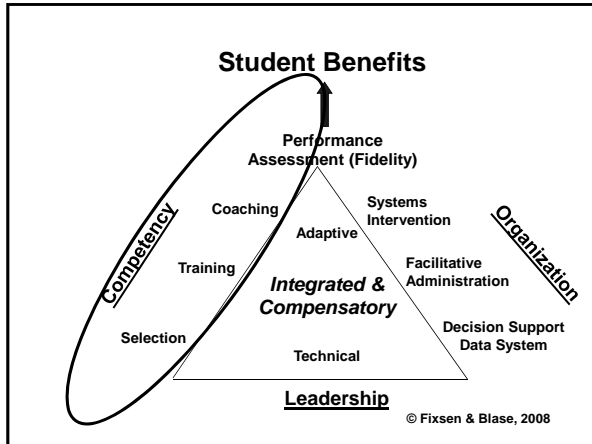 Student Benefits
Performance
Assessment (Fidelity)
Coaching
Training
Selection
Competency
Systems
Intervention
Facilitative
Administration
Decision Support
Data System
Organization
Adaptive
Integrated &
Compensatory
Technical
Leadership
© Fixsen & Blase, 2008